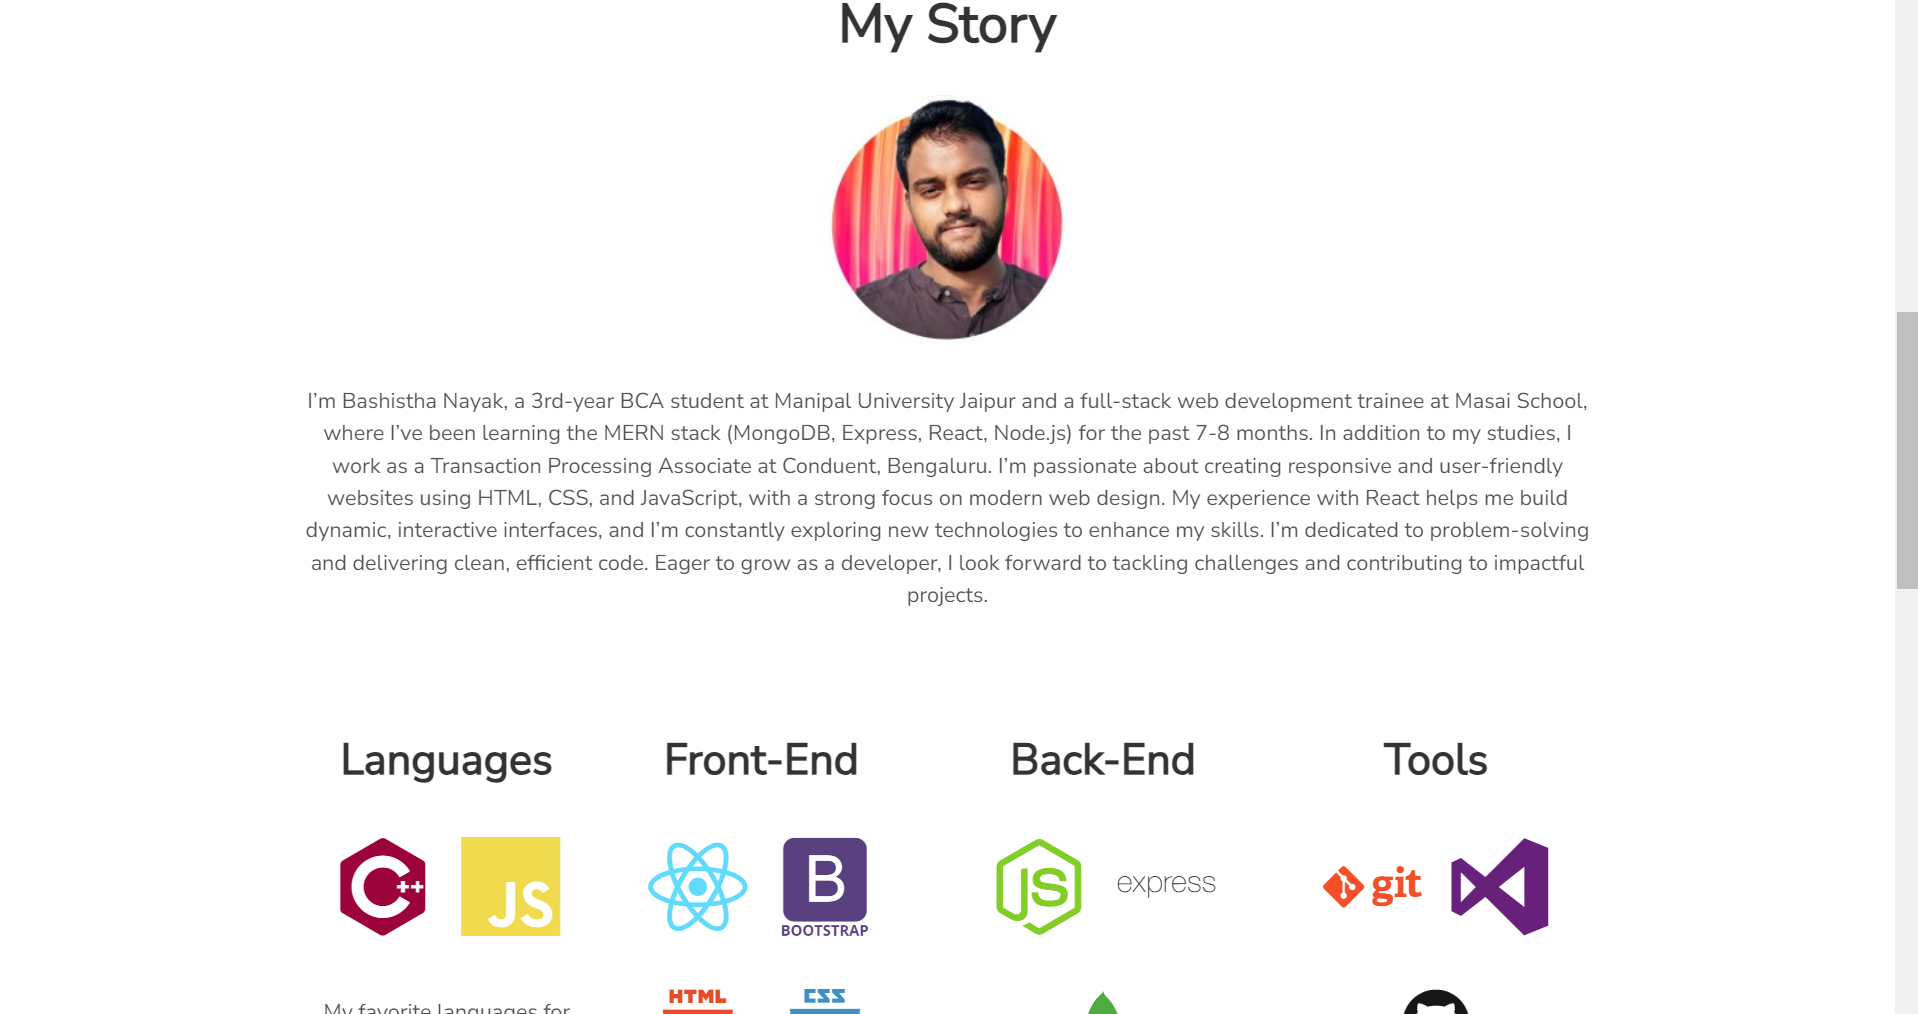 My Story
I’m Bashistha Nayak, a 3rd-year BCA student at Manipal University Jaipur and a full-stack web development trainee at Masai School,
where I’ve been learning the MERN stack (MongoDB, Express, React, Node.js) for the past 7-8 months. In addition to my studies, I
work as a Transaction Processing Associate at Conduent, Bengaluru. I’m passionate about creating responsive and user-friendly
websites using HTML, CSS, and JavaScript, with a strong focus on modern web design. My experience with React helps me build
dynamic, interactive interfaces, and I’m constantly exploring new technologies to enhance my skills. I’m dedicated to problem-solving
and delivering clean, efficient code. Eager to grow as a developer, I look forward to tackling challenges and contributing to impactful
projects.
Languages
C++
JS
My favorite languages for
Front-End
B
BOOTSTRAP
HTML
CSS
Back-End
JS
express
Tools
git